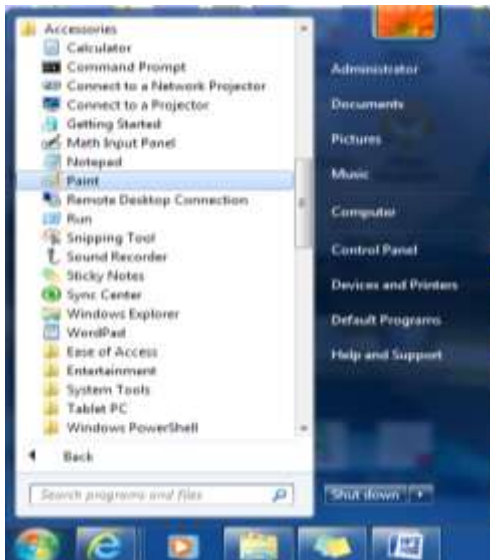 Accessories
Calculator
Command Prompt
Connect to a Network Projector
Connect to a Projector
Getting Started
Math Input Panel
Notepad
Paint
Remote Desktop Connection
Run
Snipping Tool
Sound Recorder
Sticky Notes
Sync Center
Windows Explorer
WordPad
Ease of Access
Entertainment
System Tools
Tablet PC
Windows PowerShell
Back
Search programs and files
Administrator
Documents
Pictures
Music
Computer
Control Panel
Devices and Printers
Default Programs
Help and Support
Shut down